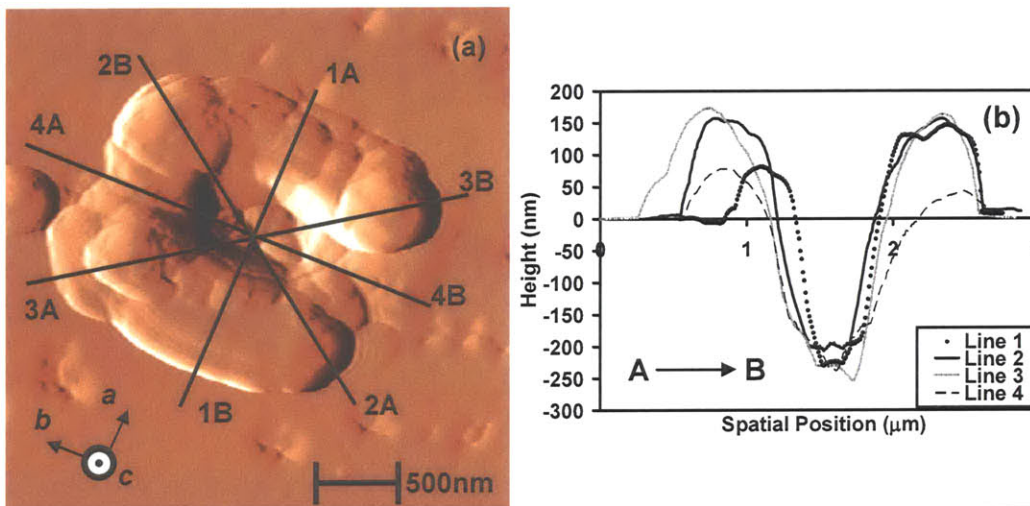 (a)
2B
1A
4A
3B
3A
4B
1B
2A
a
b
c
500nm
(b)
200
150
100
50
0
-50
-100
-150
-200
-250
-300
0
1
2
Height (nm)
A B
Line 1
Line 2
Line 3
Line 4
Spatial Position (μm)